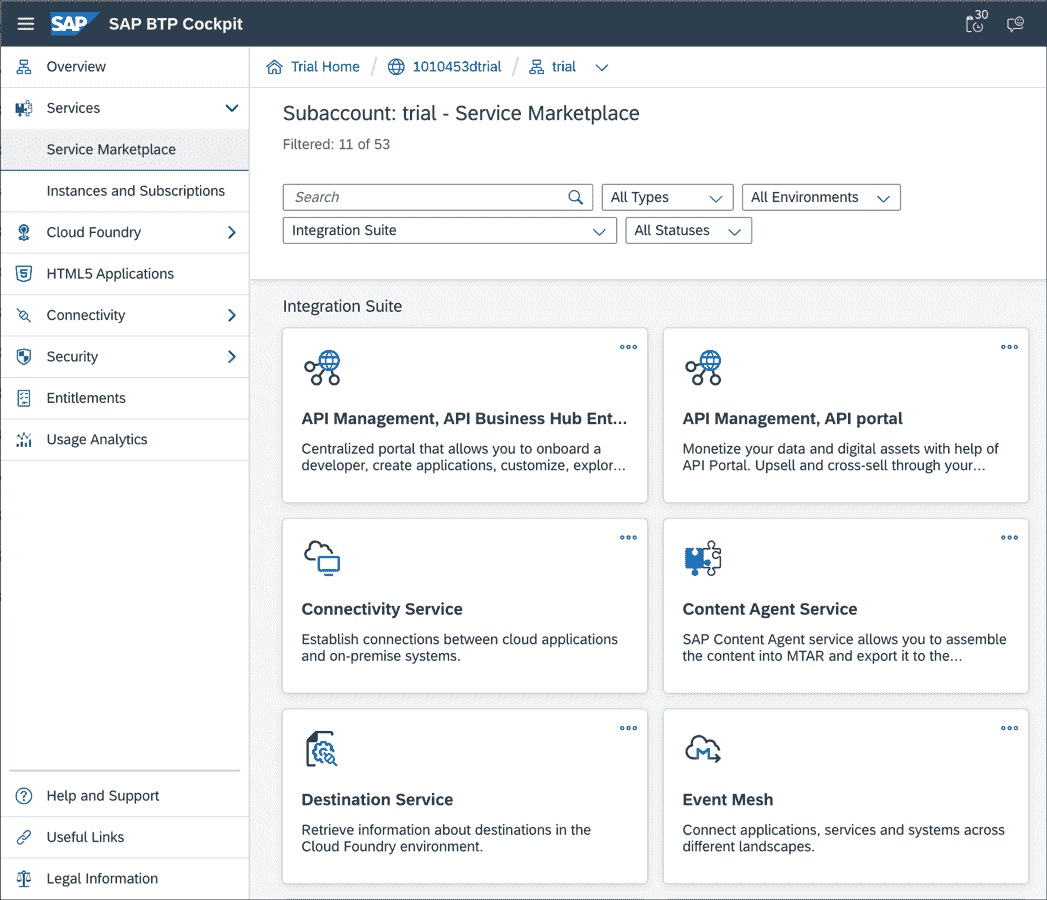 SAP SAP BTP Cockpit 30
Overview
Services
Service Marketplace
Instances and Subscriptions
Cloud Foundry
HTML5 Applications
Connectivity
Security
Entitlements
Usage Analytics
Help and Support
Useful Links
Legal Information
Trial Home / 1010453dtrial / trial
Subaccount: trial - Service Marketplace
Filtered: 11 of 53
Search All Types All Environments
Integration Suite All Statuses
Integration Suite
API Management, API Business Hub Ent...
Centralized portal that allows you to onboard a
developer, create applications, customize, explor...
API Management, API portal
Monetize your data and digital assets with help of
API Portal. Upsell and cross-sell through your...
Connectivity Service
Establish connections between cloud applications
and on-premise systems.
Content Agent Service
SAP Content Agent service allows you to assemble
the content into MTAR and export it to the...
Destination Service
Retrieve information about destinations in the
Cloud Foundry environment.
Event Mesh
Connect applications, services and systems across
different landscapes.